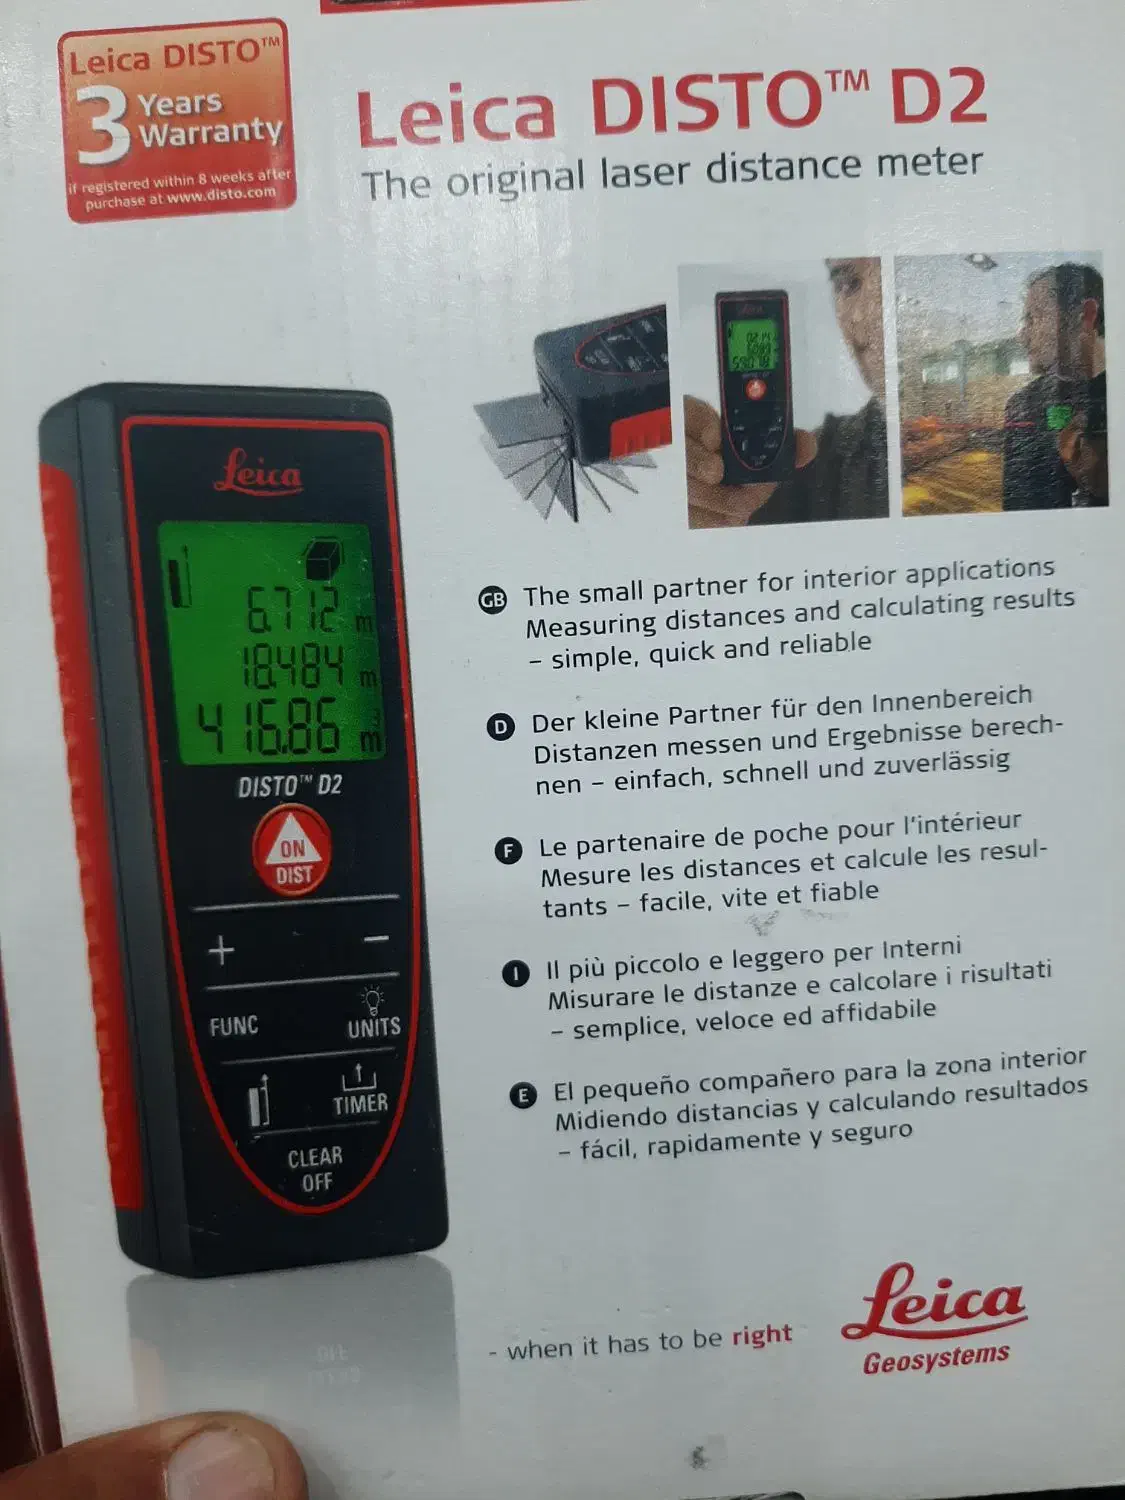 Leica DISTO™
3 Years
Warranty
if registered within 8 weeks after
purchase at www.disto.com
Leica DISTO™ D2
The original laser distance meter
Leica
6.712 m
18.484 m
416.86 m³
DISTO™ D2
ON
DIST
+ −
FUNC UNITS
TIMER
CLEAR
OFF
GB The small partner for interior applications
Measuring distances and calculating results
– simple, quick and reliable
D Der kleine Partner für den Innenbereich
Distanzen messen und Ergebnisse berech-
nen – einfach, schnell und zuverlässig
F Le partenaire de poche pour l'intérieur
Mesure les distances et calcule les resul-
tants – facile, vite et fiable
I Il più piccolo e leggero per Interni
Misurare le distanze e calcolare i risultati
– semplice, veloce ed affidabile
E El pequeño compañero para la zona interior
Midiendo distancias y calculando resultados
– fácil, rapidamente y seguro
- when it has to be right
Leica
Geosystems